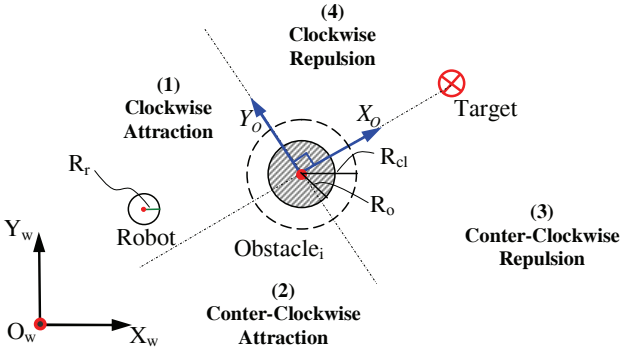 (4)
Clockwise
Repulsion
(1)
Clockwise
Attraction
Y_O
X_O
Target
R_cl
R_r
R_o
Robot
Obstacle_i
(3)
Conter-Clockwise
Repulsion
Y_w
(2)
Conter-Clockwise
Attraction
O_w
X_w